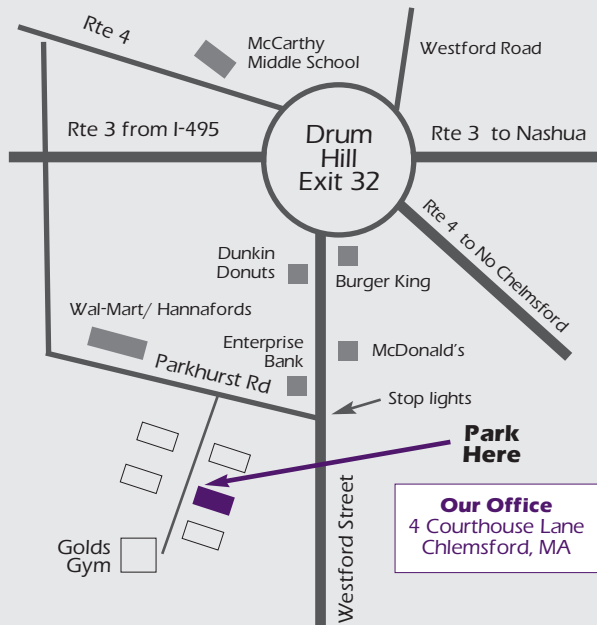 Rte 4
McCarthy
Middle School
Westford Road
Rte 3 from I-495
Drum
Hill
Exit 32
Rte 3 to Nashua
Rte 4 to No Chelmsford
Dunkin
Donuts
Burger King
Wal-Mart/ Hannafords
Enterprise
Bank
McDonald's
Parkhurst Rd
Stop lights
Park
Here
Westford Street
Our Office
4 Courthouse Lane
Chlemsford, MA
Golds
Gym